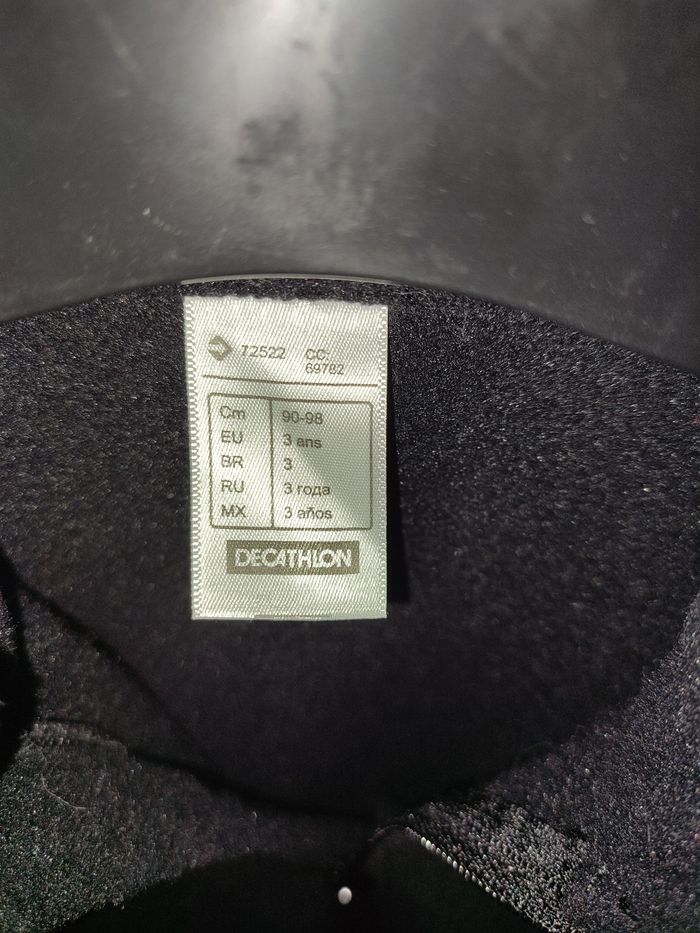 72522 CC:
69782
Cm 90-98
EU 3 ans
BR 3
RU 3 года
MX 3 años
DECATHLON